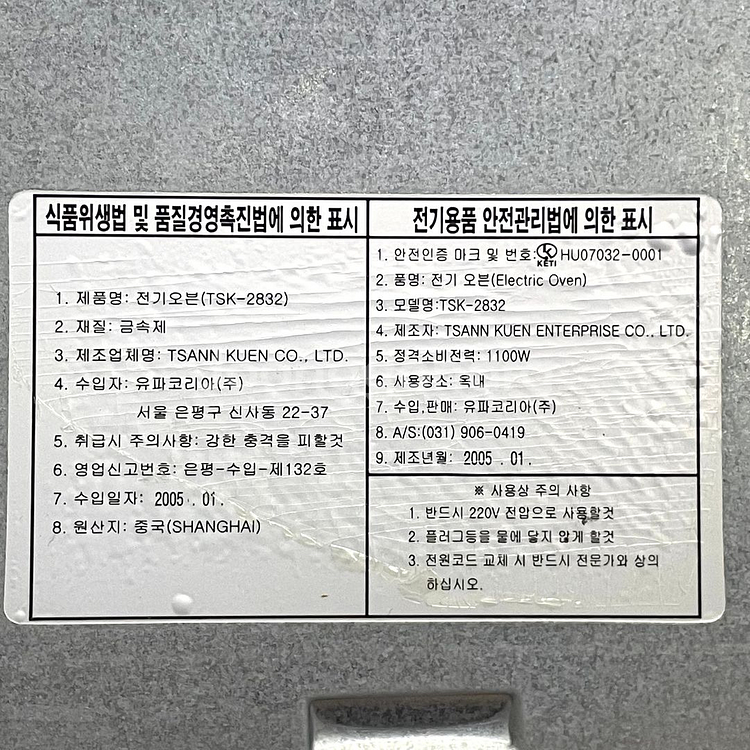 식품위생법 및 품질경영촉진법에 의한 표시
1. 제품명: 전기오븐(TSK-2832)
2. 재질: 금속제
3. 제조업체명: TSANN KUEN CO., LTD.
4. 수입자: 유파코리아(주)
서울 은평구 신사동 22-37
5. 취급시 주의사항: 강한 충격을 피할것
6. 영업신고번호: 은평-수입-제132호
7. 수입일자: 2005. 01.
8. 원산지: 중국(SHANGHAI)
전기용품 안전관리법에 의한 표시
1. 안전인증 마크 및 번호: KETI HU07032-0001
2. 품명: 전기 오븐(Electric Oven)
3. 모델명:TSK-2832
4. 제조자: TSANN KUEN ENTERPRISE CO., LTD.
5. 정격소비전력: 1100W
6. 사용장소: 옥내
7. 수입,판매: 유파코리아(주)
8. A/S:(031) 906-0419
9. 제조년월: 2005 . 01.
※ 사용상 주의 사항
1. 반드시 220V 전압으로 사용할것
2. 플러그등을 물에 닿지 않게 할것
3. 전원코드 교체 시 반드시 전문가와 상의
하십시오.